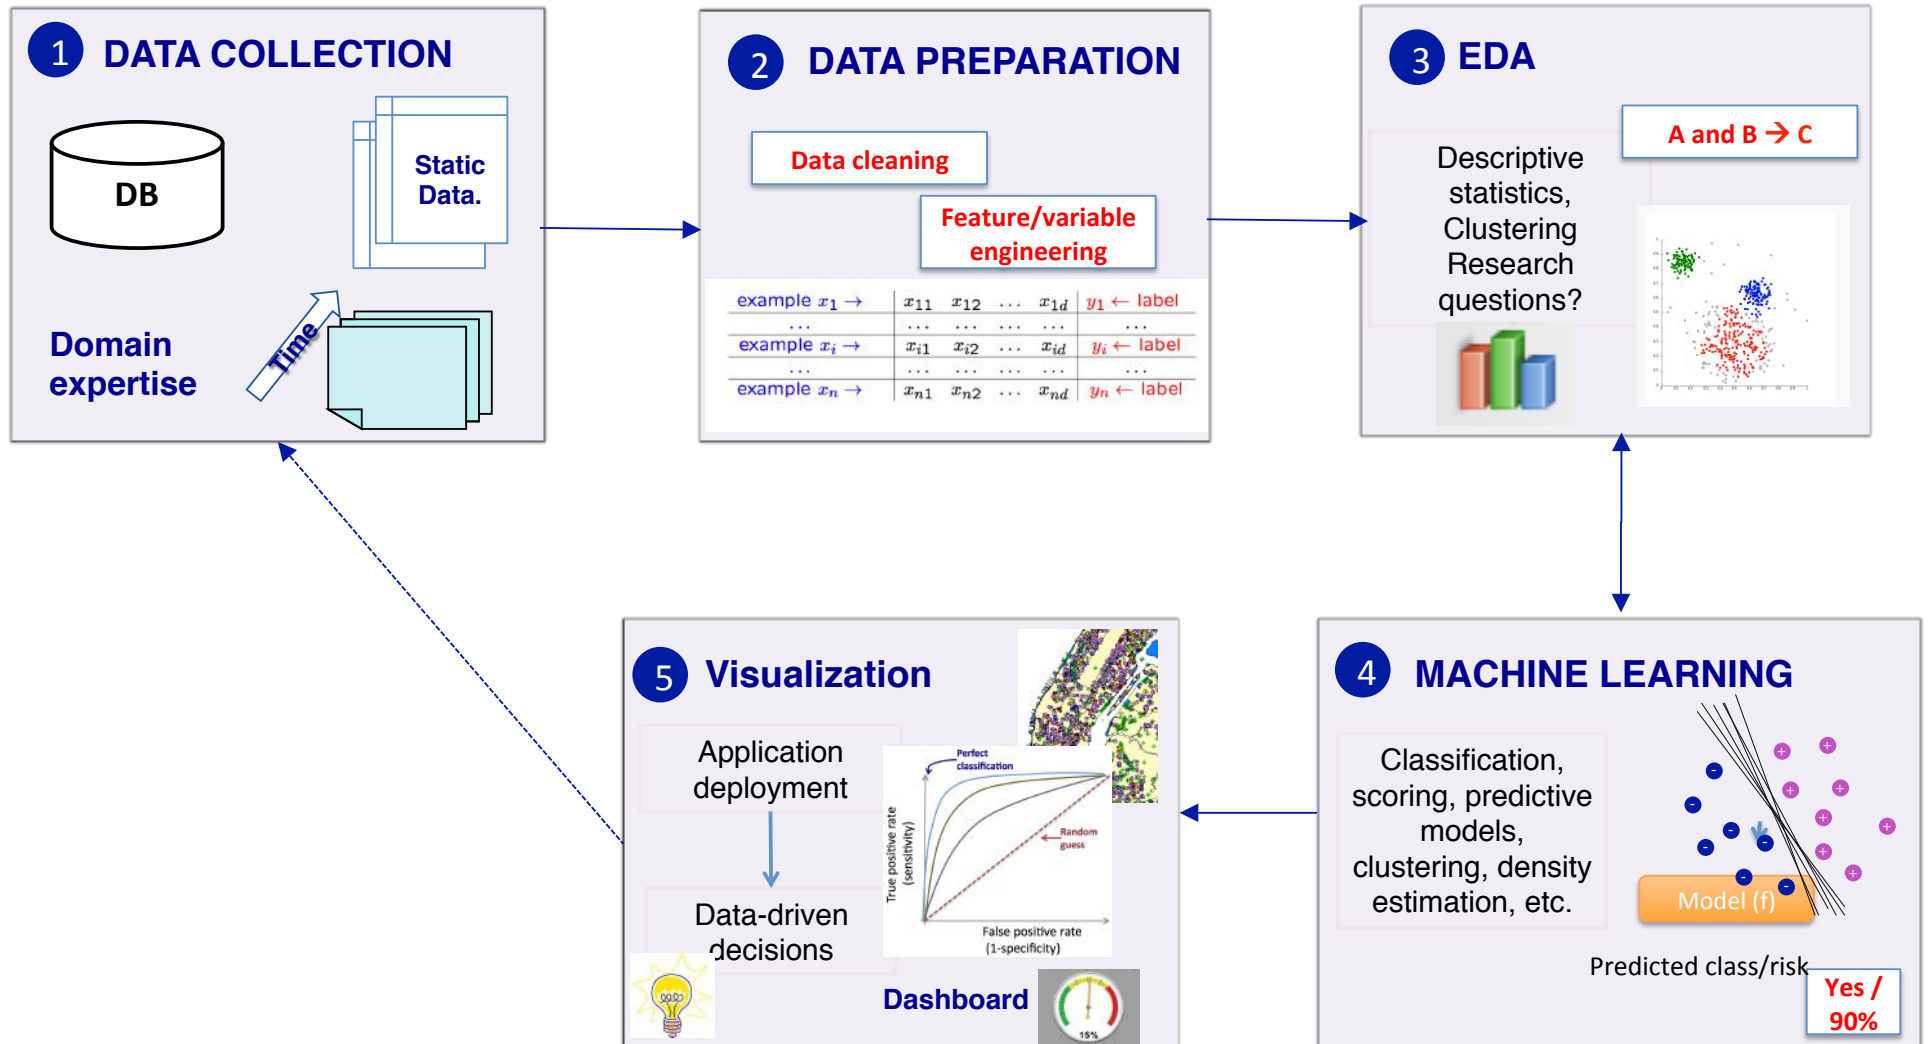 1 DATA COLLECTION
DB
Static
Data.
Time
Domain
expertise
2 DATA PREPARATION
Data cleaning
Feature/variable
engineering
example x1 → x11 x12 ... x1d y1 ← label
... ... ... ... ... ...
example xi → xi1 xi2 ... xid yi ← label
... ... ... ... ... ...
example xn → xn1 xn2 ... xnd yn ← label
3 EDA
A and B → C
Descriptive
statistics,
Clustering
Research
questions?
4 MACHINE LEARNING
Classification,
scoring, predictive
models,
clustering, density
estimation, etc.
Model (f)
Predicted class/risk
Yes /
90%
5 Visualization
Application
deployment
Data-driven
decisions
Perfect
classification
Random
guess
True positive rate
(sensitivity)
False positive rate
(1-specificity)
Dashboard
15%